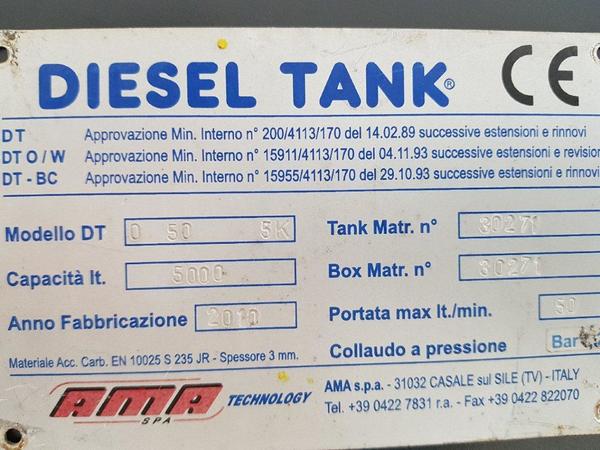 DIESEL TANK® CE
DT Approvazione Min. Interno n° 200/4113/170 del 14.02.89 successive estensioni e rinnovi
DT O / W Approvazione Min. Interno n° 15911/4113/170 del 04.11.93 successive estensioni e revision
DT - BC Approvazione Min. Interno n° 15955/4113/170 del 29.10.93 successive estensioni e rinnovi
Modello DT 0 50 5K
Tank Matr. n° 30271
Capacità lt. 5000
Box Matr. n° 30271
Anno Fabbricazione 2010
Portata max lt./min. 50
Collaudo a pressione Bar
Materiale Acc. Carb. EN 10025 S 235 JR - Spessore 3 mm.
AMA SPA TECHNOLOGY
AMA s.p.a. - 31032 CASALE sul SILE (TV) - ITALY
Tel. +39 0422 7831 r.a. - Fax +39 0422 822070